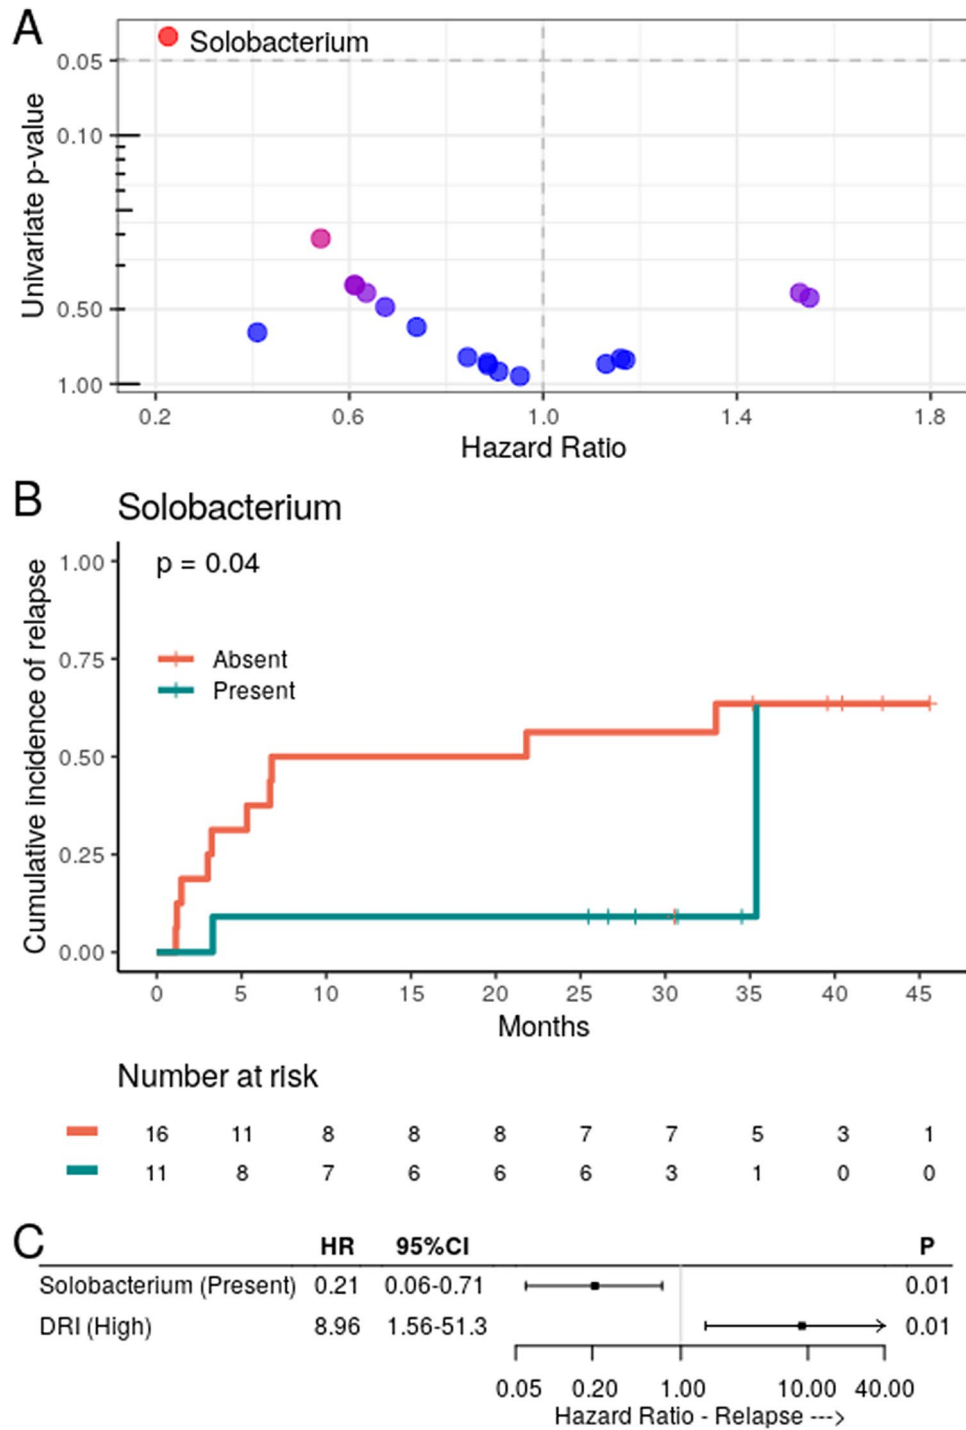 A
Solobacterium
Univariate p-value
0.05
0.10
0.50
1.00
0.2 0.6 1.0 1.4 1.8
Hazard Ratio
B
Solobacterium
p = 0.04
Cumulative incidence of relapse
1.00
0.75
0.50
0.25
0.00
Absent
Present
0 5 10 15 20 25 30 35 40 45
Months
Number at risk
16 11 8 8 8 7 7 5 3 1
11 8 7 6 6 6 3 1 0 0
C
HR 95%CI P
Solobacterium (Present) 0.21 0.06-0.71 0.01
DRI (High) 8.96 1.56-51.3 0.01
0.05 0.20 1.00 10.00 40.00
Hazard Ratio - Relapse --->